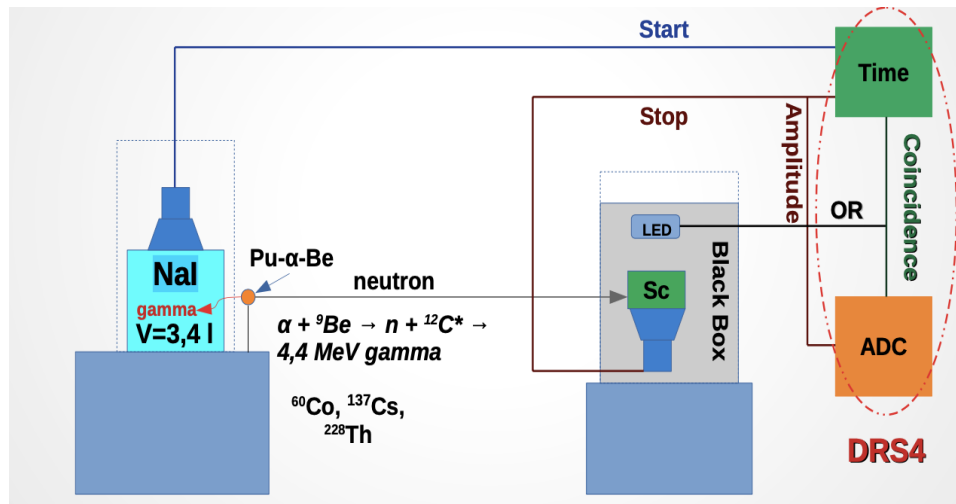 Start
Time
Stop
Amplitude
Coincidence
OR
LED
Black Box
NaI
Pu-α-Be
neutron
Sc
gamma
V=3,4 l
α + ⁹Be → n + ¹²C* →
4,4 MeV gamma
ADC
⁶⁰Co, ¹³⁷Cs,
²²⁸Th
DRS4